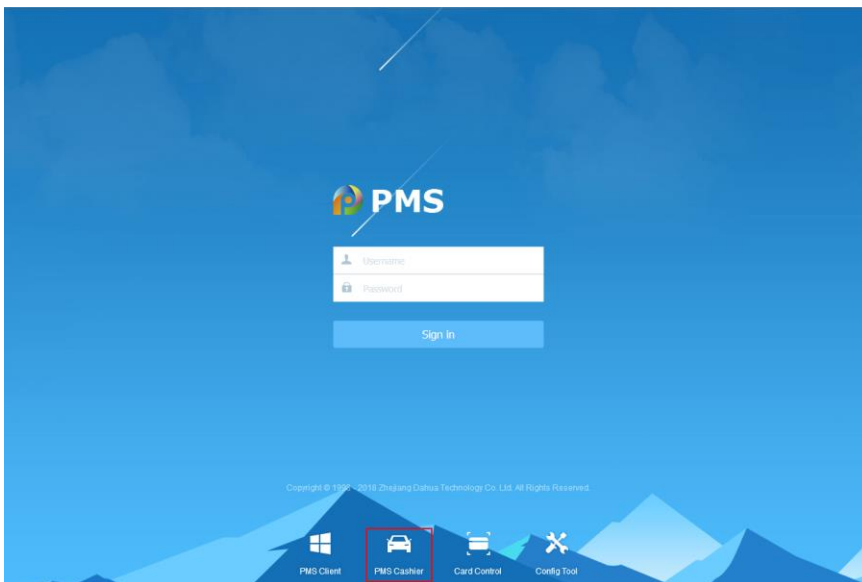 PMS
Username
Password
Sign In
Copyright © 1998 - 2018 Zhejiang Dahua Technology Co. Ltd. All Rights Reserved.
PMS Client
PMS Cashier
Card Control
Config Tool